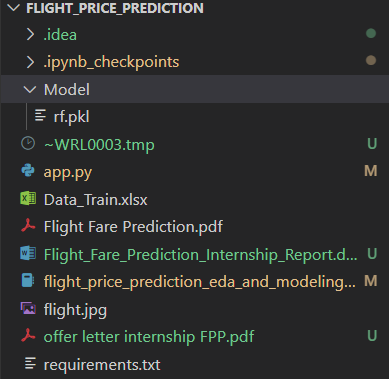 FLIGHT_PRICE_PREDICTION
.idea
.ipynb_checkpoints
Model
rf.pkl
~WRL0003.tmp U
app.py M
Data_Train.xlsx
Flight Fare Prediction.pdf
Flight_Fare_Prediction_Internship_Report.d... U
flight_price_prediction_eda_and_modeling... M
flight.jpg
offer letter internship FPP.pdf U
requirements.txt